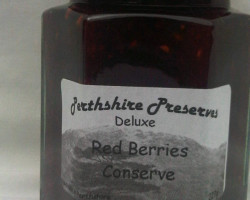 Perthshire Preserves
Deluxe
Red Berries
Conserve